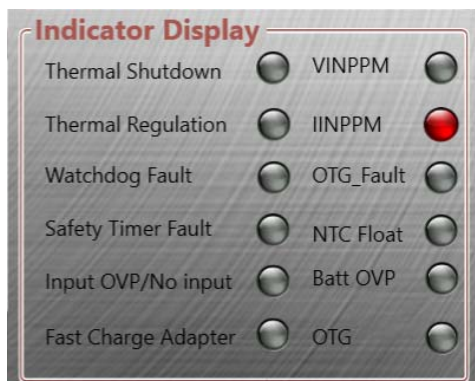 Indicator Display
Thermal Shutdown VINPPM
Thermal Regulation IINPPM
Watchdog Fault OTG_Fault
Safety Timer Fault NTC Float
Input OVP/No input Batt OVP
Fast Charge Adapter OTG